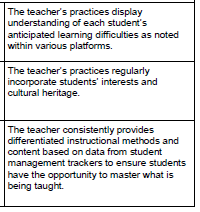 The teacher's practices display
understanding of each student's
anticipated learning difficulties as noted
within various platforms.
The teacher's practices regularly
incorporate students' interests and
cultural heritage.
The teacher consistently provides
differentiated instructional methods and
content based on data from student
management trackers to ensure students
have the opportunity to master what is
being taught.